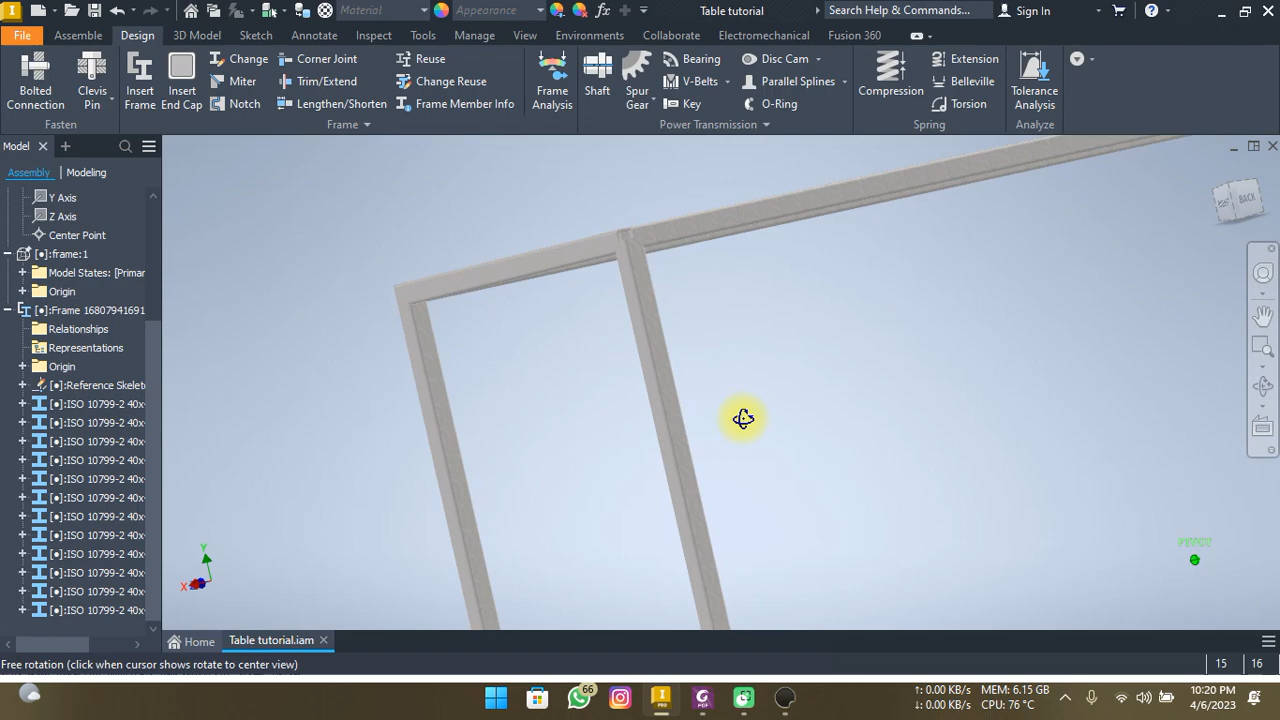 I PRO
Material
Appearance
fx
Table tutorial
Search Help & Commands...
Sign In
?
File
Assemble
Design
3D Model
Sketch
Annotate
Inspect
Tools
Manage
View
Environments
Collaborate
Electromechanical
Fusion 360
Bolted Connection
Clevis Pin
Insert Frame
Insert End Cap
Change
Miter
Notch
Corner Joint
Trim/Extend
Lengthen/Shorten
Reuse
Change Reuse
Frame Member Info
Frame Analysis
Shaft
Spur Gear
Bearing
V-Belts
Key
Disc Cam
Parallel Splines
O-Ring
Compression
Extension
Belleville
Torsion
Tolerance Analysis
Fasten
Frame
Power Transmission
Spring
Analyze
Model
Assembly
Modeling
Y Axis
Z Axis
Center Point
[●]:frame:1
Model States: [Primar
Origin
[●]:Frame 16807941691
Relationships
Representations
Origin
[●]:Reference Skelet
[●]:ISO 10799-2 40x
[●]:ISO 10799-2 40x
[●]:ISO 10799-2 40x
[●]:ISO 10799-2 40x
[●]:ISO 10799-2 40x
[●]:ISO 10799-2 40x
[●]:ISO 10799-2 40x
[●]:ISO 10799-2 40x
[●]:ISO 10799-2 40x
[●]:ISO 10799-2 40x
[●]:ISO 10799-2 40x
[●]:ISO 10799-2 40x
BACK
PIVOT
Y
X
Home
Table tutorial.iam
Free rotation (click when cursor shows rotate to center view)
15
16
66
I PRO
PDF
↑: 0.00 KB/s
↓: 0.00 KB/s
MEM: 6.15 GB
CPU: 76 °C
10:20 PM
4/6/2023